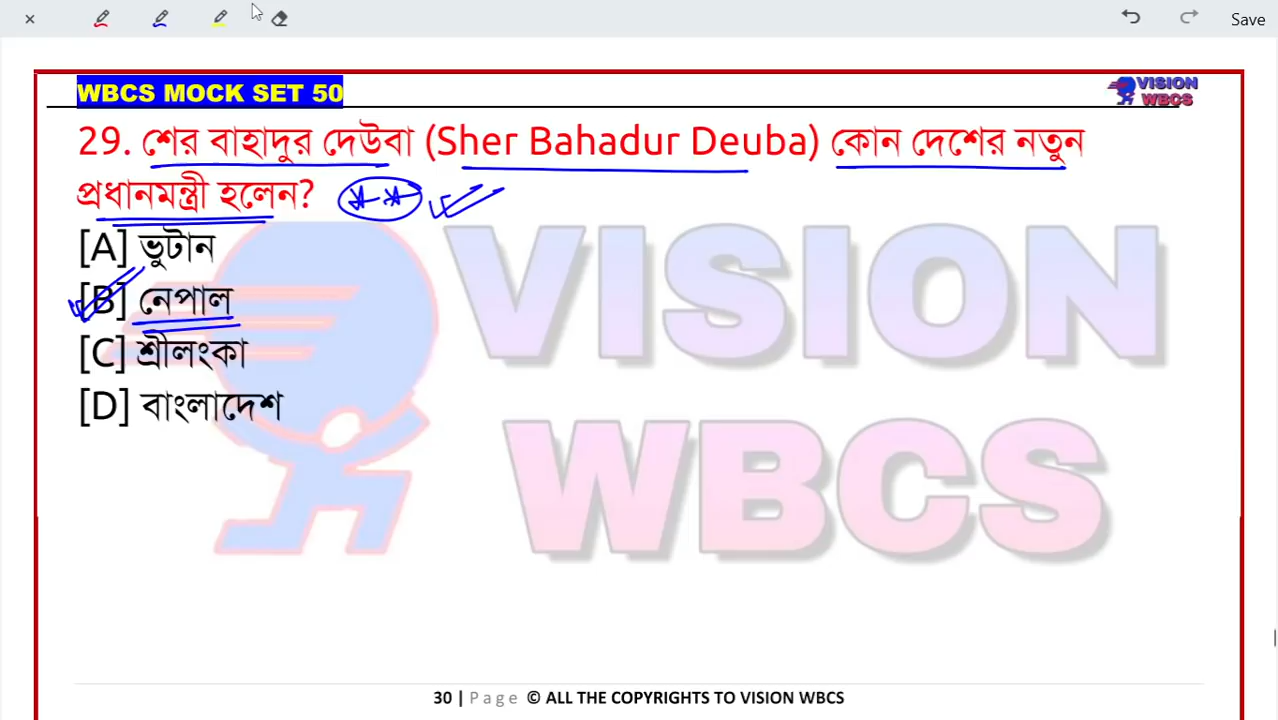 Save
WBCS MOCK SET 50
VISION
WBCS
29. শের বাহাদুর দেউবা (Sher Bahadur Deuba) কোন দেশের নতুন
প্রধানমন্ত্রী হলেন?
[A] ভুটান
[B] নেপাল
[C] শ্রীলংকা
[D] বাংলাদেশ
VISION
WBCS
30 | Page © ALL THE COPYRIGHTS TO VISION WBCS